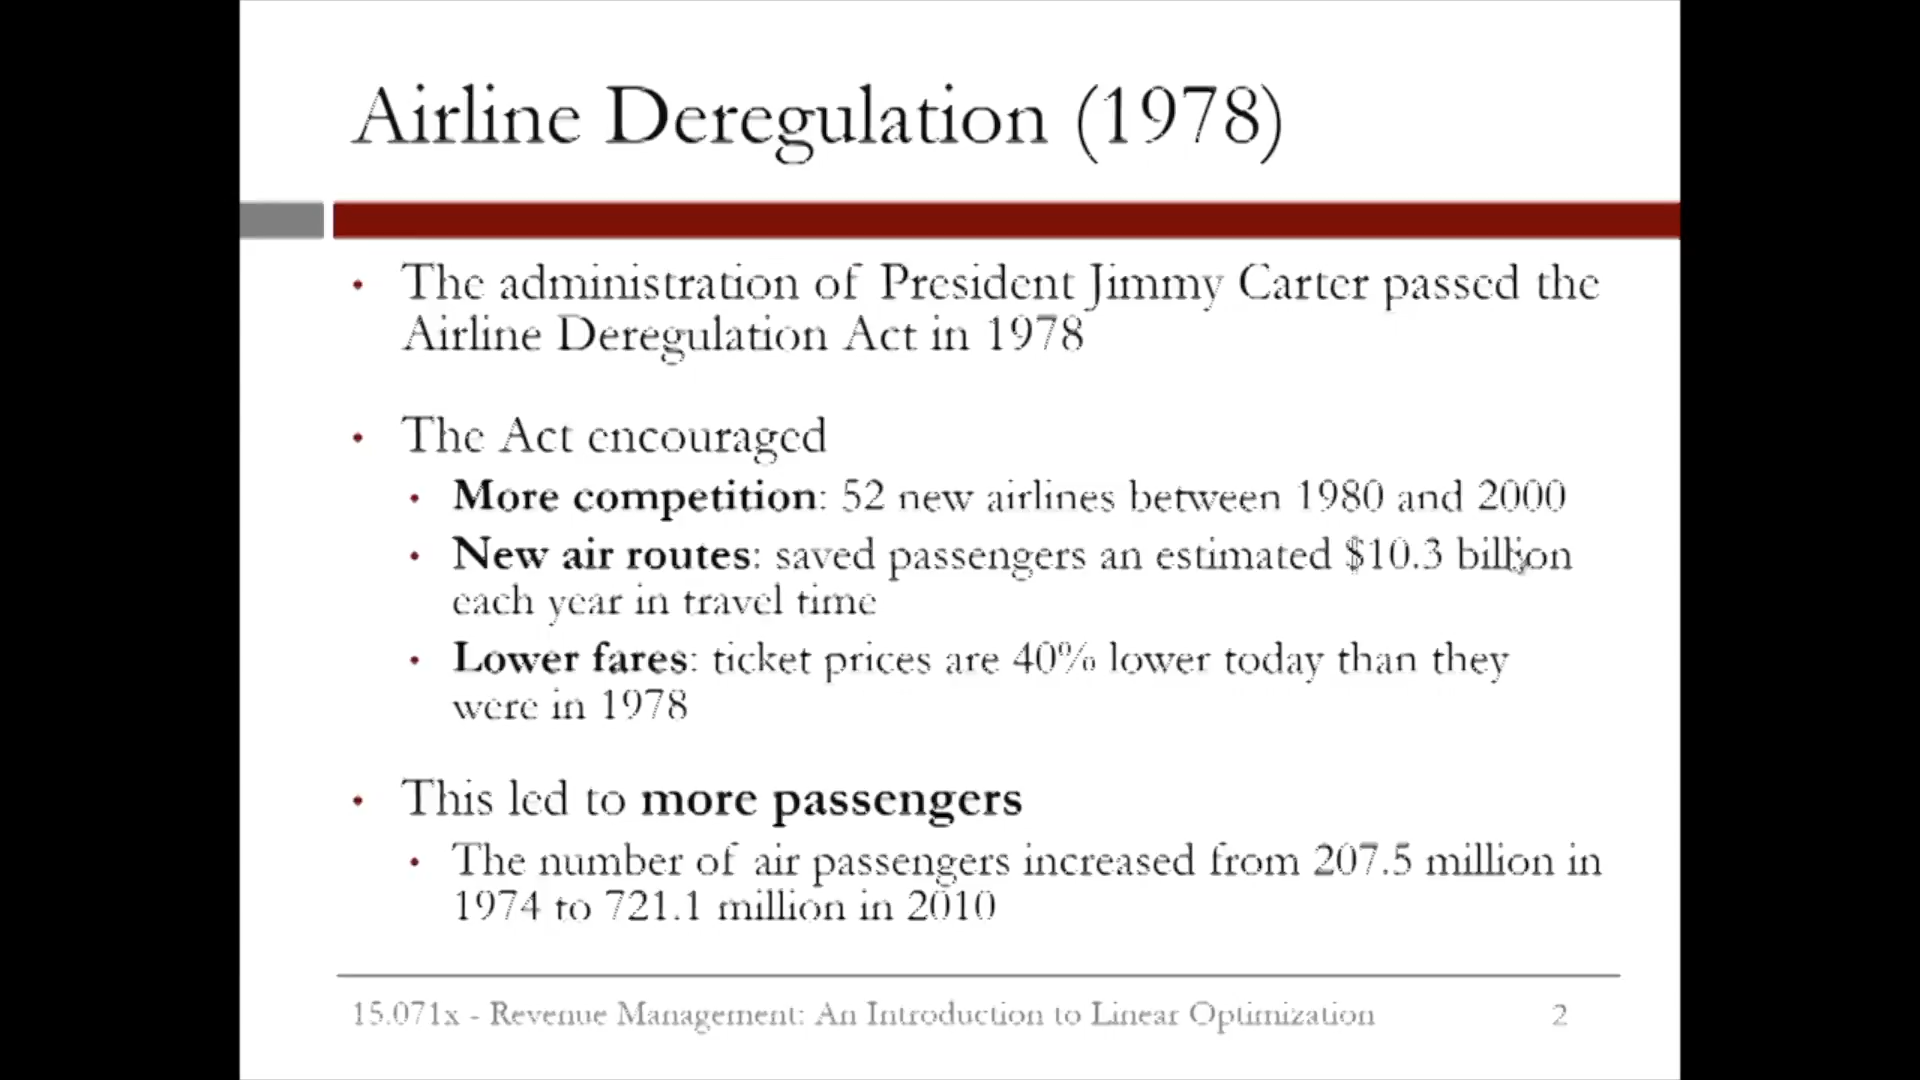 Airline Deregulation (1978)
• The administration of President Jimmy Carter passed the
Airline Deregulation Act in 1978
• The Act encouraged
• More competition: 52 new airlines between 1980 and 2000
• New air routes: saved passengers an estimated $10.3 billion
each year in travel time
• Lower fares: ticket prices are 40% lower today than they
were in 1978
• This led to more passengers
• The number of air passengers increased from 207.5 million in
1974 to 721.1 million in 2010
15.071x - Revenue Management: An Introduction to Linear Optimization 2